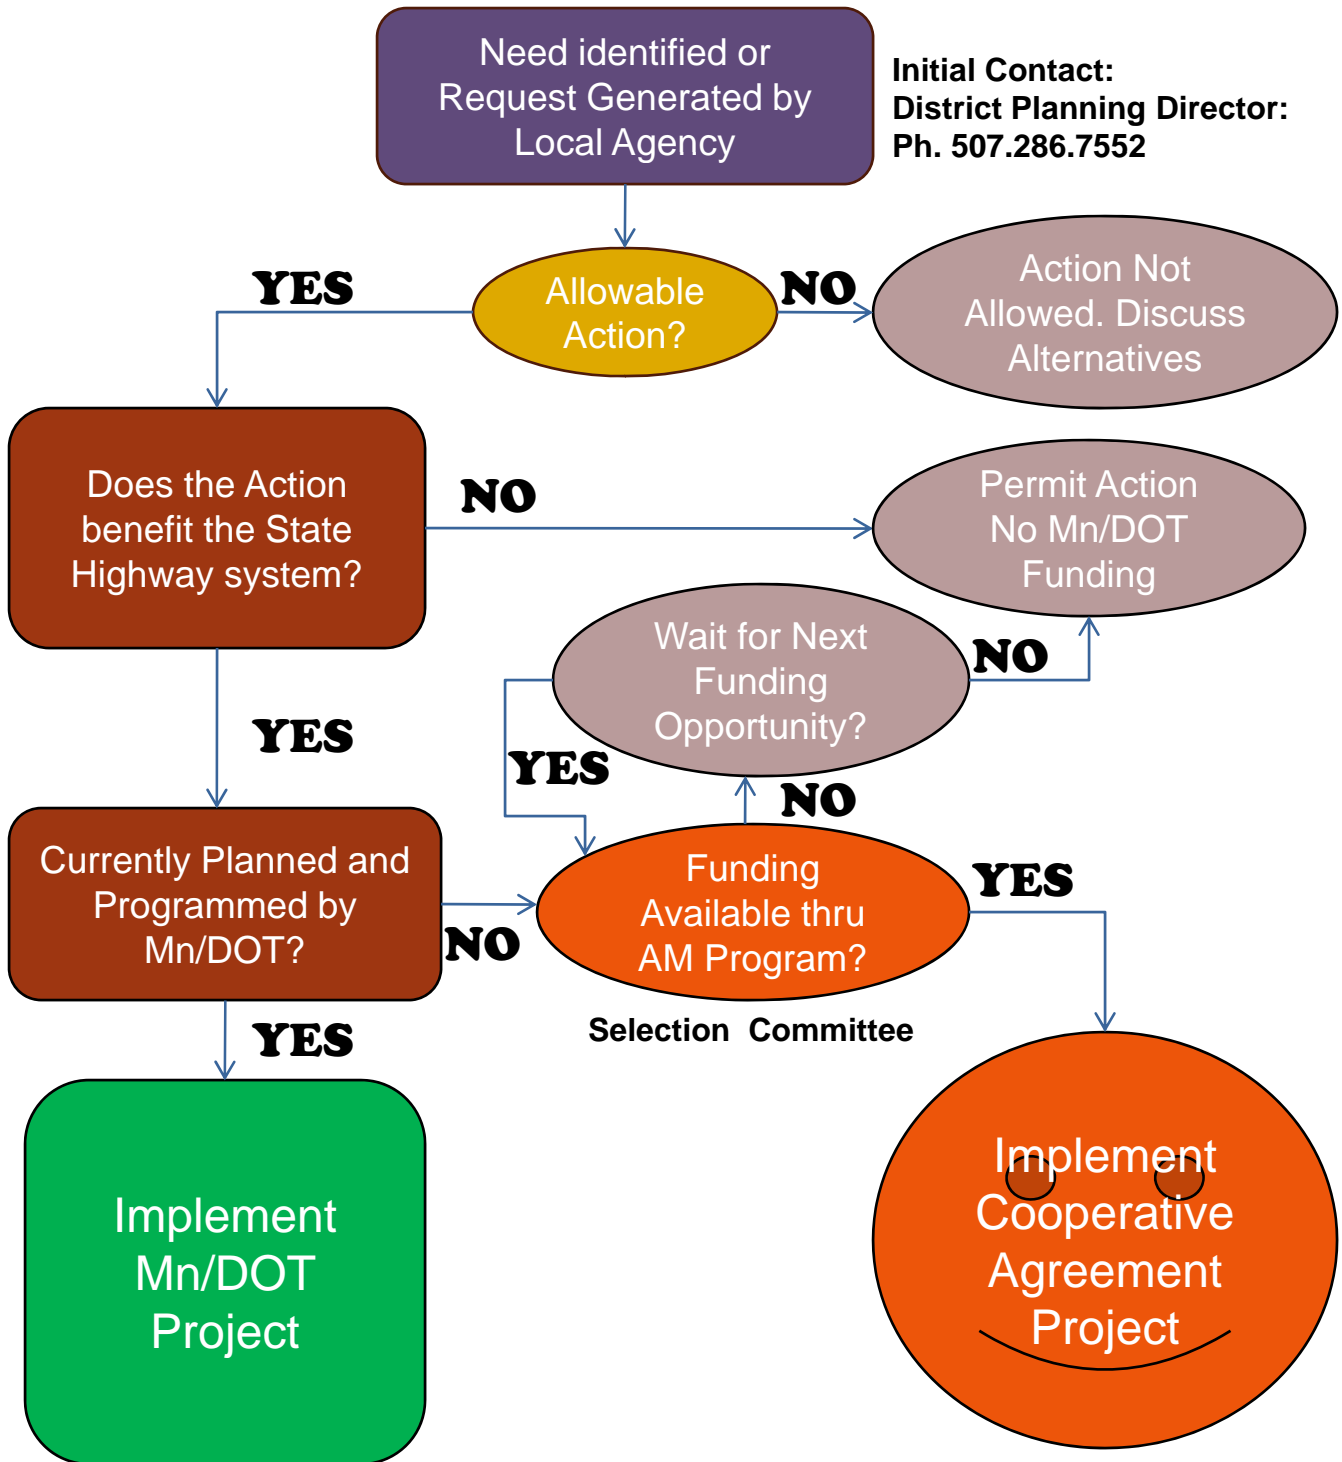 Need identified or
Request Generated by
Local Agency
Initial Contact:
District Planning Director:
Ph. 507.286.7552
YES
Allowable
Action?
NO
Action Not
Allowed. Discuss
Alternatives
Does the Action
benefit the State
Highway system?
NO
Permit Action
No Mn/DOT
Funding
Wait for Next
Funding
Opportunity?
NO
YES
YES
NO
Currently Planned and
Programmed by
Mn/DOT?
NO
Funding
Available thru
AM Program?
YES
Selection Committee
YES
Implement
Mn/DOT
Project
Implement
Cooperative
Agreement
Project